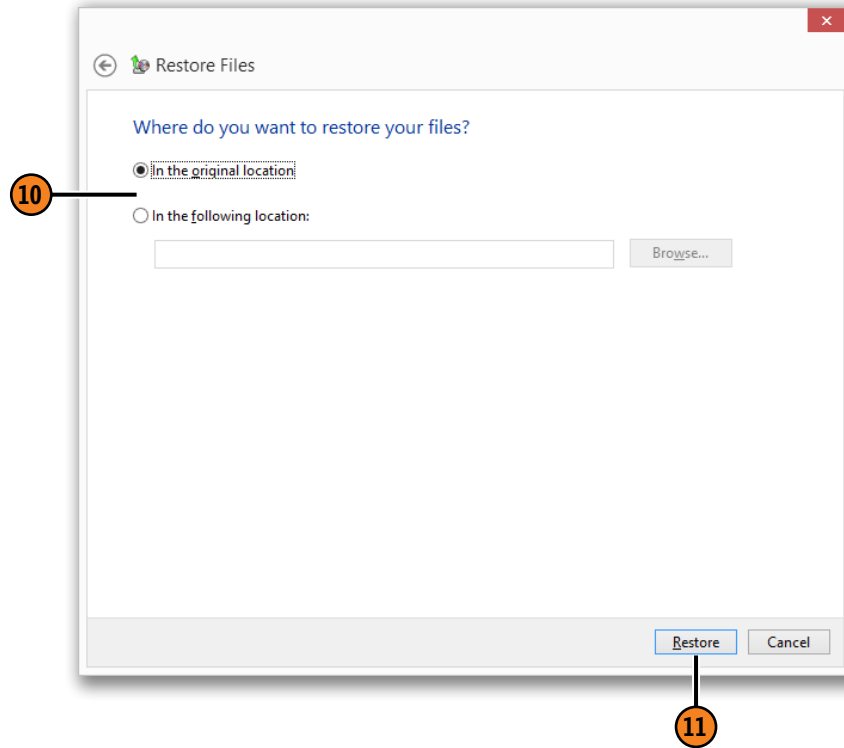 ×
Restore Files
Where do you want to restore your files?
In the original location
10
In the following location:
Browse...
Restore
Cancel
11